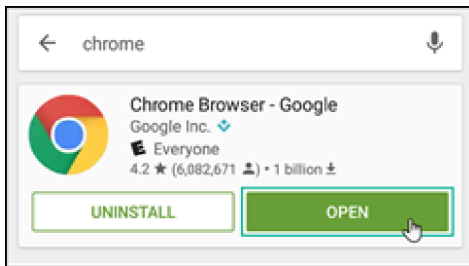 chrome
Chrome Browser - Google
Google Inc.
E Everyone
4.2 ★ (6,082,671 👤) • 1 billion ⬇
UNINSTALL
OPEN